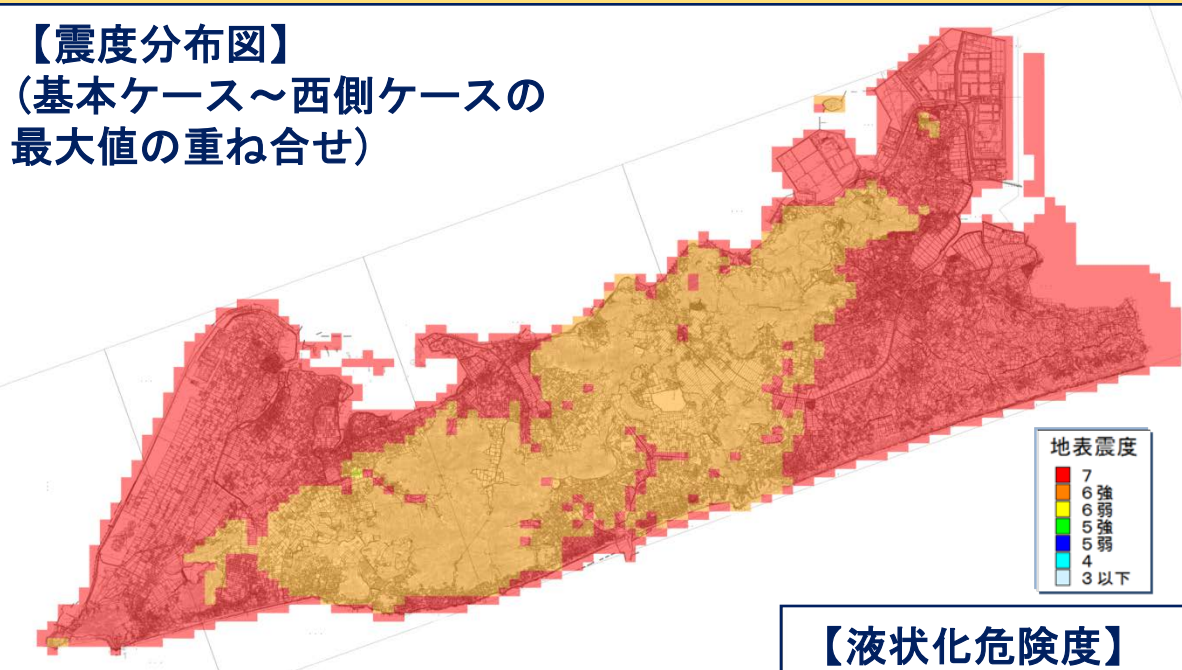 【震度分布図】
(基本ケース～西側ケースの
最大値の重ね合せ)
地表震度
7
6強
6弱
5強
5弱
4
3以下
【液状化危険度】